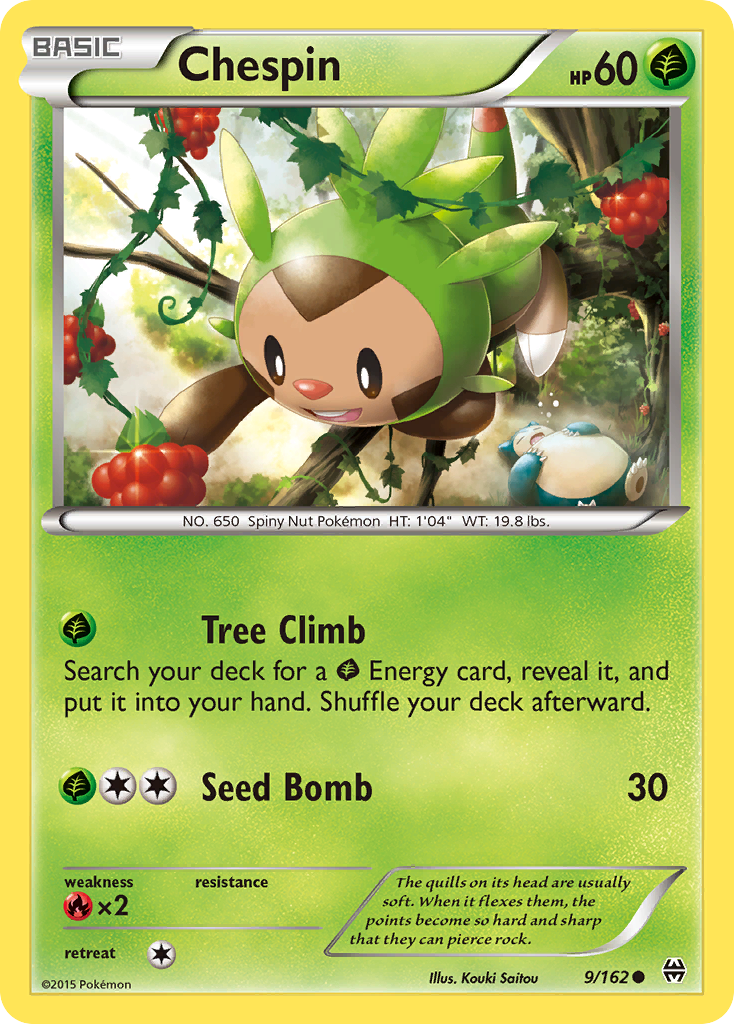 BASIC
Chespin
HP60
NO. 650 Spiny Nut Pokémon HT: 1'04" WT: 19.8 lbs.
Tree Climb
Search your deck for a Energy card, reveal it, and
put it into your hand. Shuffle your deck afterward.
Seed Bomb 30
weakness resistance
×2
The quills on its head are usually
soft. When it flexes them, the
points become so hard and sharp
that they can pierce rock.
retreat
©2015 Pokémon
Illus. Kouki Saitou 9/162